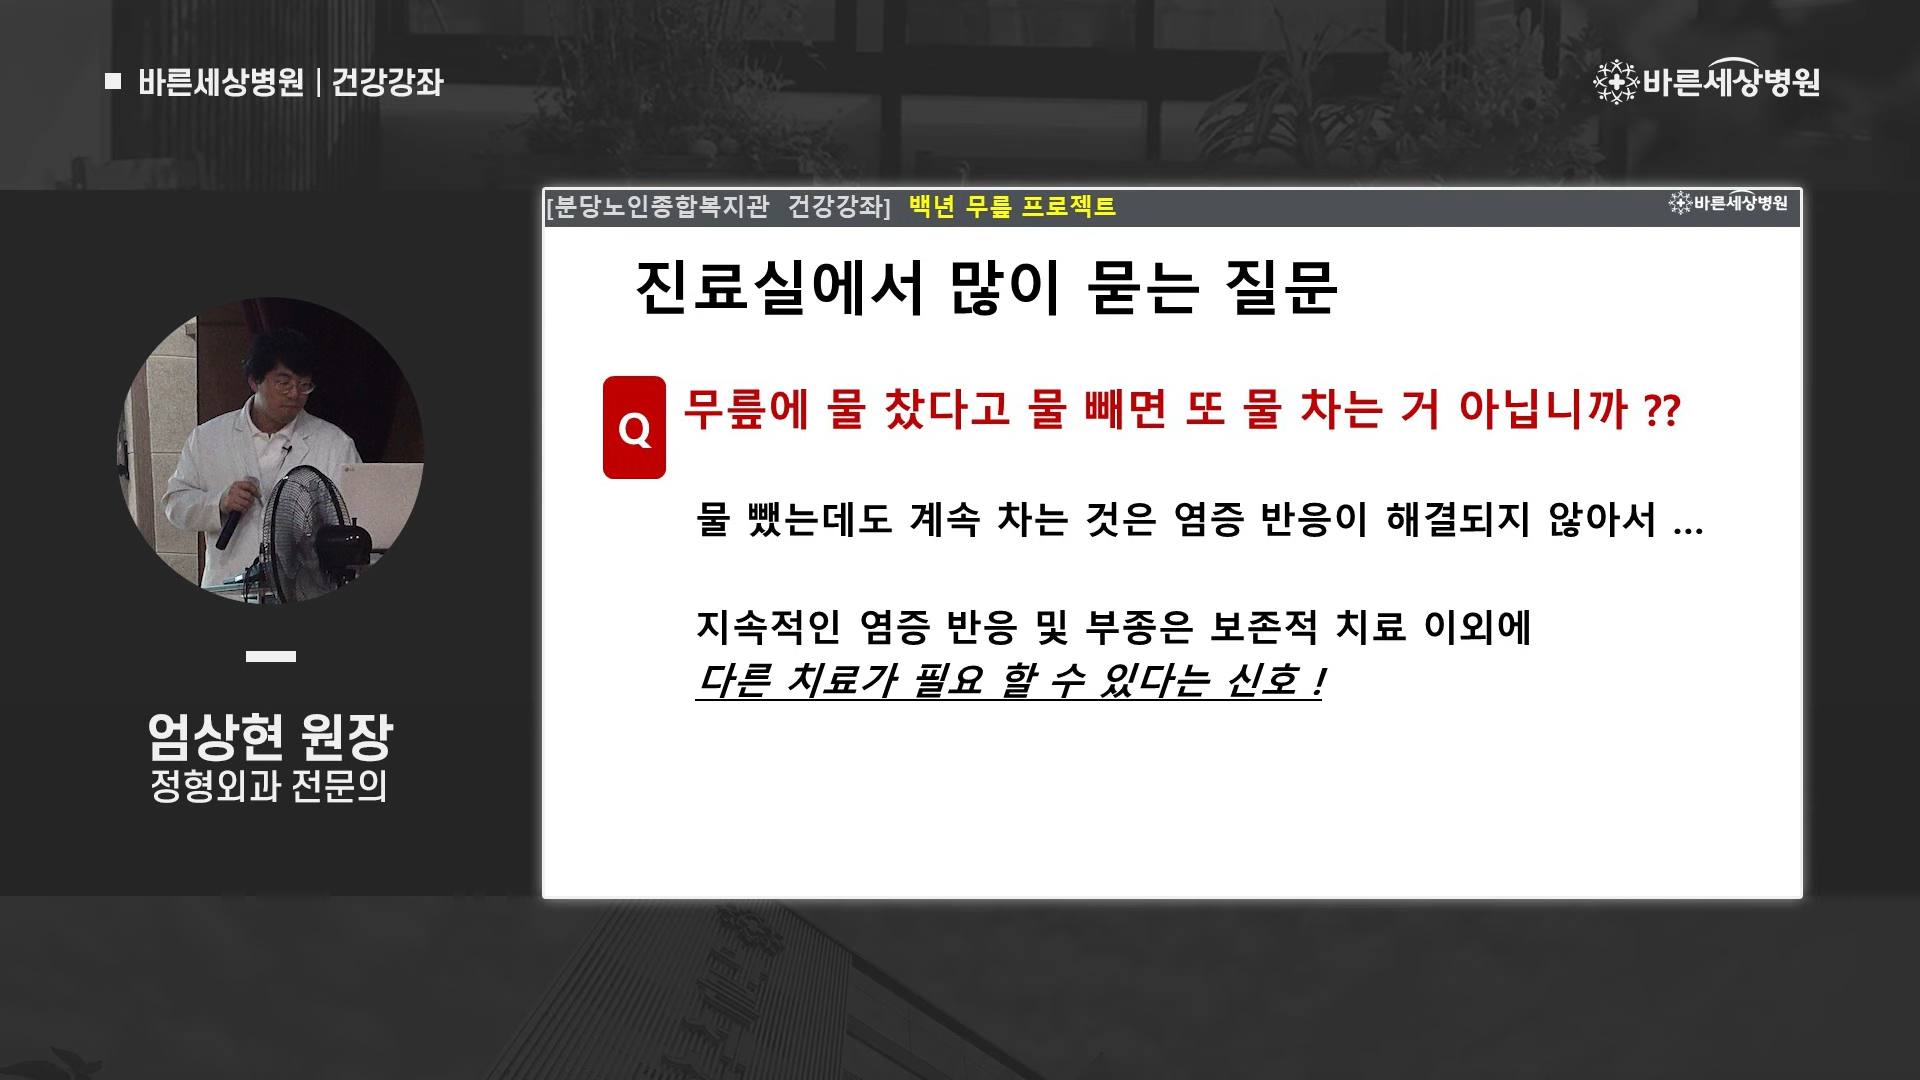 바른세상병원 | 건강강좌
바른세상병원
[분당노인종합복지관 건강강좌] 백년 무릎 프로젝트
바른세상병원
진료실에서 많이 묻는 질문
Q
무릎에 물 찼다고 물 빼면 또 물 차는 거 아닙니까 ??
물 뺐는데도 계속 차는 것은 염증 반응이 해결되지 않아서 ...
지속적인 염증 반응 및 부종은 보존적 치료 이외에
다른 치료가 필요 할 수 있다는 신호 !
엄상현 원장
정형외과 전문의